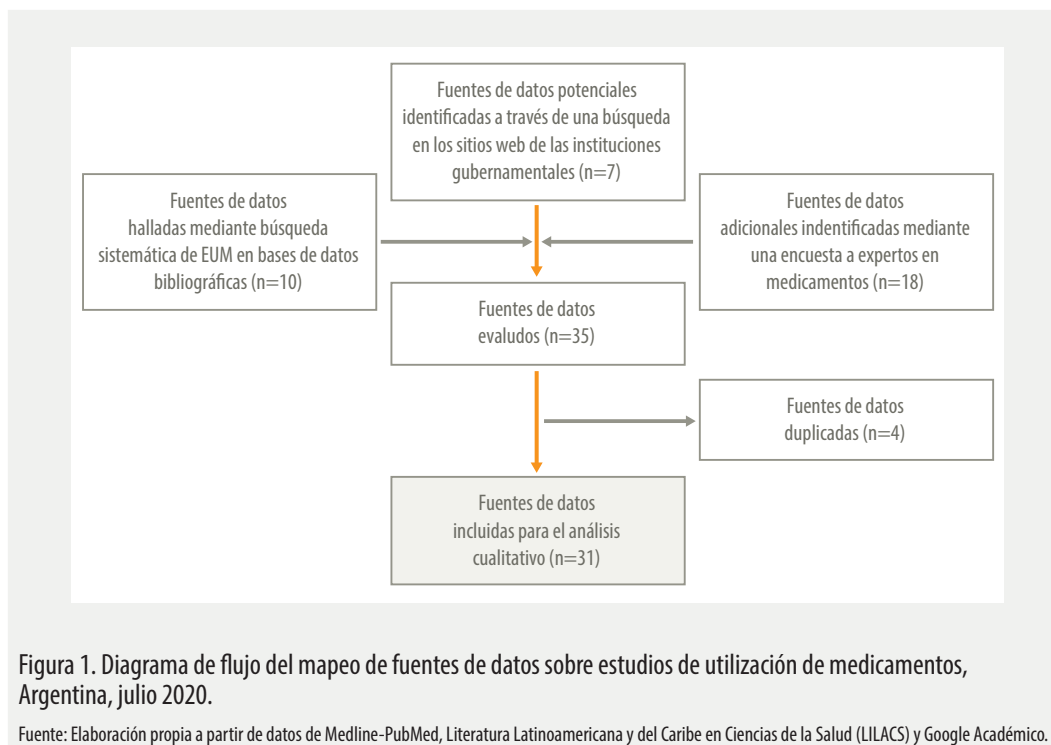 Fuentes de datos potenciales
identificadas a través de una búsqueda
en los sitios web de las instituciones
gubernamentales (n=7)
Fuentes de datos
halladas mediante búsqueda
sistemática de EUM en bases de datos
bibliográficas (n=10)
Fuentes de datos
adicionales indentificadas mediante
una encuesta a expertos en
medicamentos (n=18)
Fuentes de datos
evaludos (n=35)
Fuentes de datos
duplicadas (n=4)
Fuentes de datos
incluidas para el análisis
cualitativo (n=31)
Figura 1. Diagrama de flujo del mapeo de fuentes de datos sobre estudios de utilización de medicamentos,
Argentina, julio 2020.
Fuente: Elaboración propia a partir de datos de Medline-PubMed, Literatura Latinoamericana y del Caribe en Ciencias de la Salud (LILACS) y Google Académico.